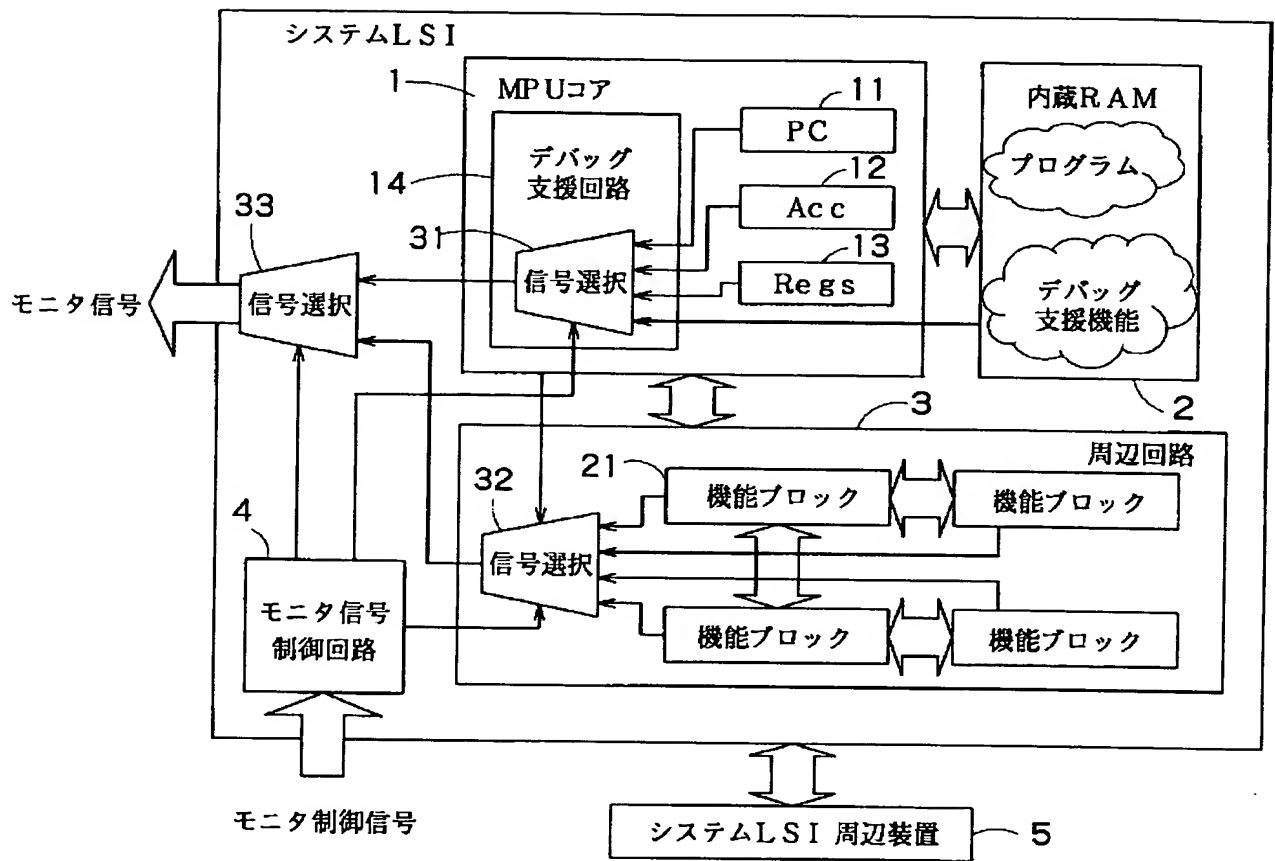 システムLSI
1
MPUコア
11
PC
内蔵RAM
プログラム
デバッグ
支援回路
14
12
Acc
33
31
13
Regs
信号選択
信号選択
モニタ信号
デバッグ
支援機能
2
3
周辺回路
21
機能ブロック
機能ブロック
32
信号選択
4
モニタ信号
制御回路
機能ブロック
機能ブロック
モニタ制御信号
システムLSI 周辺装置
5